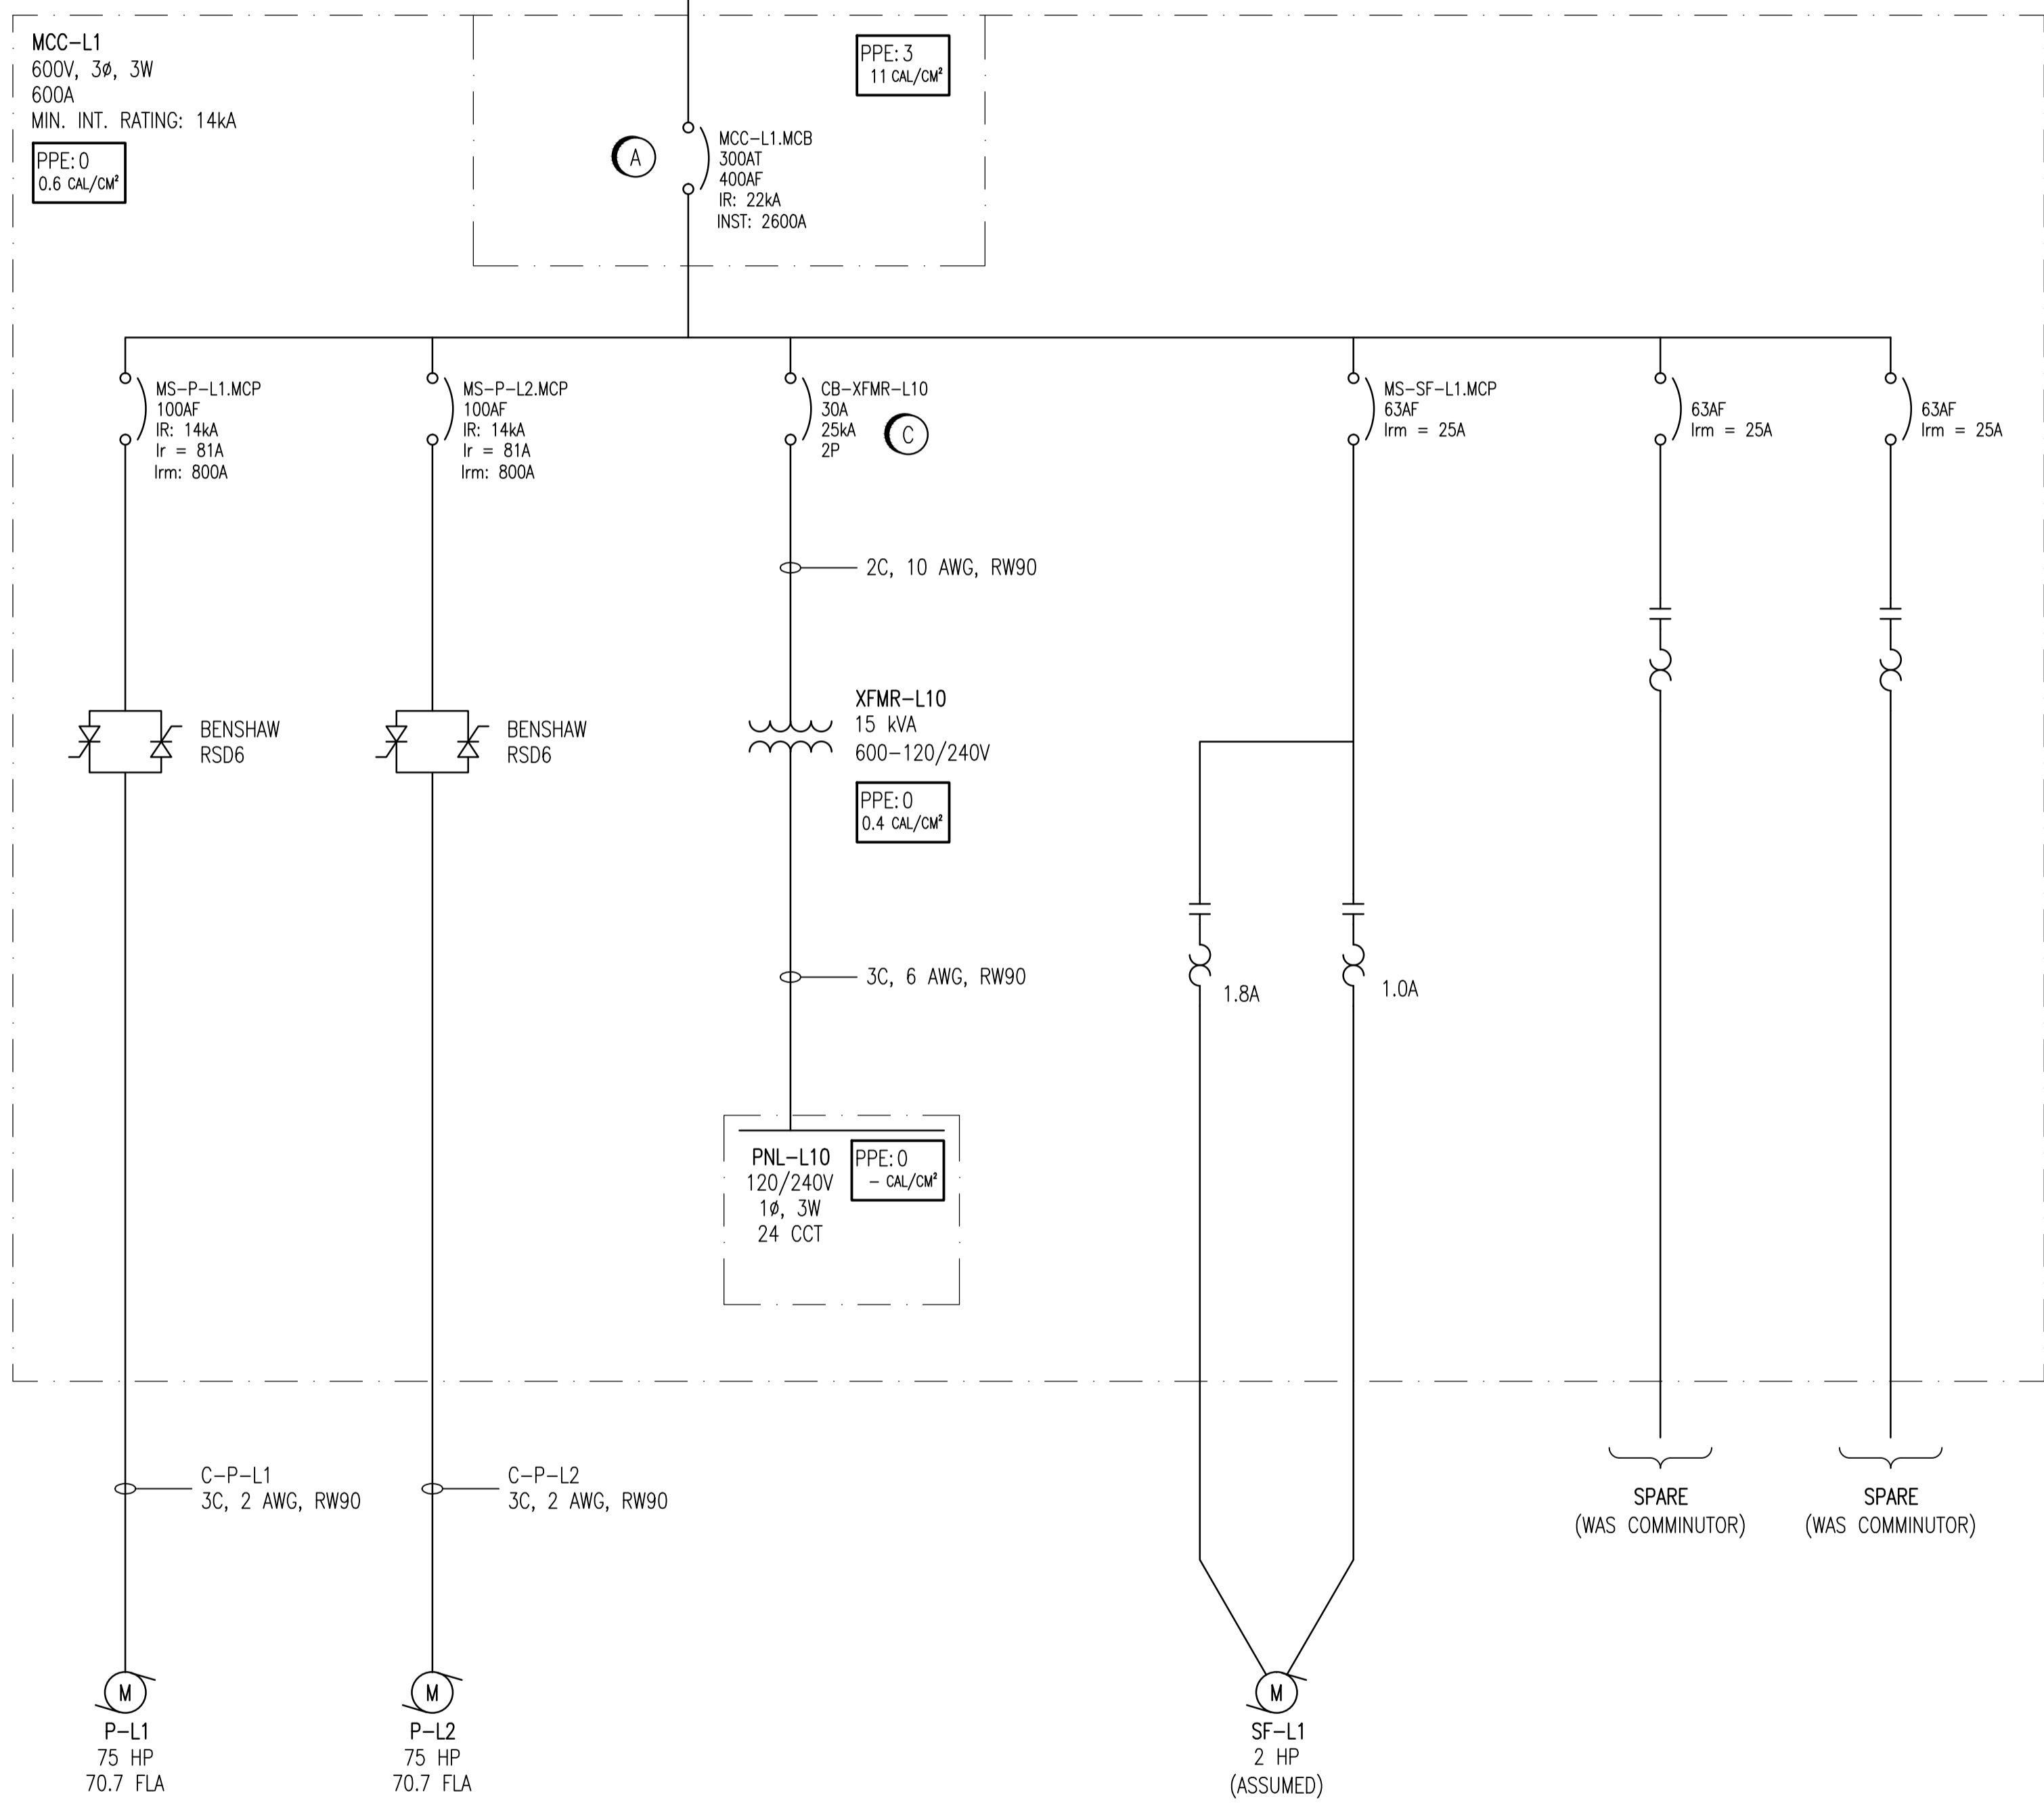 MCC-L1
600V, 3ø, 3W
600A
MIN. INT. RATING: 14kA
PPE: 0
0.6 CAL/CM²
PPE: 3
11 CAL/CM²
A
MCC-L1.MCB
300AT
400AF
IR: 22kA
INST: 2600A
MS-P-L1.MCP
100AF
IR: 14kA
Ir = 81A
Irm: 800A
MS-P-L2.MCP
100AF
IR: 14kA
Ir = 81A
Irm: 800A
CB-XFMR-L10
30A
25kA
2P
C
MS-SF-L1.MCP
63AF
Irm = 25A
63AF
Irm = 25A
63AF
Irm = 25A
2C, 10 AWG, RW90
BENSHAW
RSD6
BENSHAW
RSD6
XFMR-L10
15 kVA
600-120/240V
PPE: 0
0.4 CAL/CM²
3C, 6 AWG, RW90
1.8A
1.0A
PNL-L10
120/240V
1ø, 3W
24 CCT
PPE: 0
- CAL/CM²
C-P-L1
3C, 2 AWG, RW90
C-P-L2
3C, 2 AWG, RW90
SPARE
(WAS COMMINUTOR)
SPARE
(WAS COMMINUTOR)
M
P-L1
75 HP
70.7 FLA
M
P-L2
75 HP
70.7 FLA
M
SF-L1
2 HP
(ASSUMED)